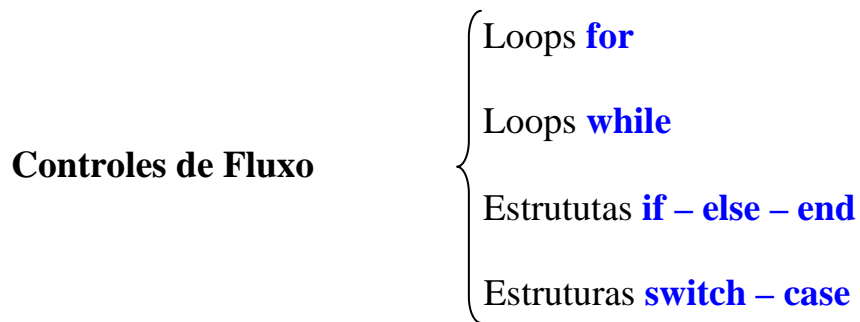 Loops for
Loops while
Controles de Fluxo
Estrututas if – else – end
Estruturas switch – case